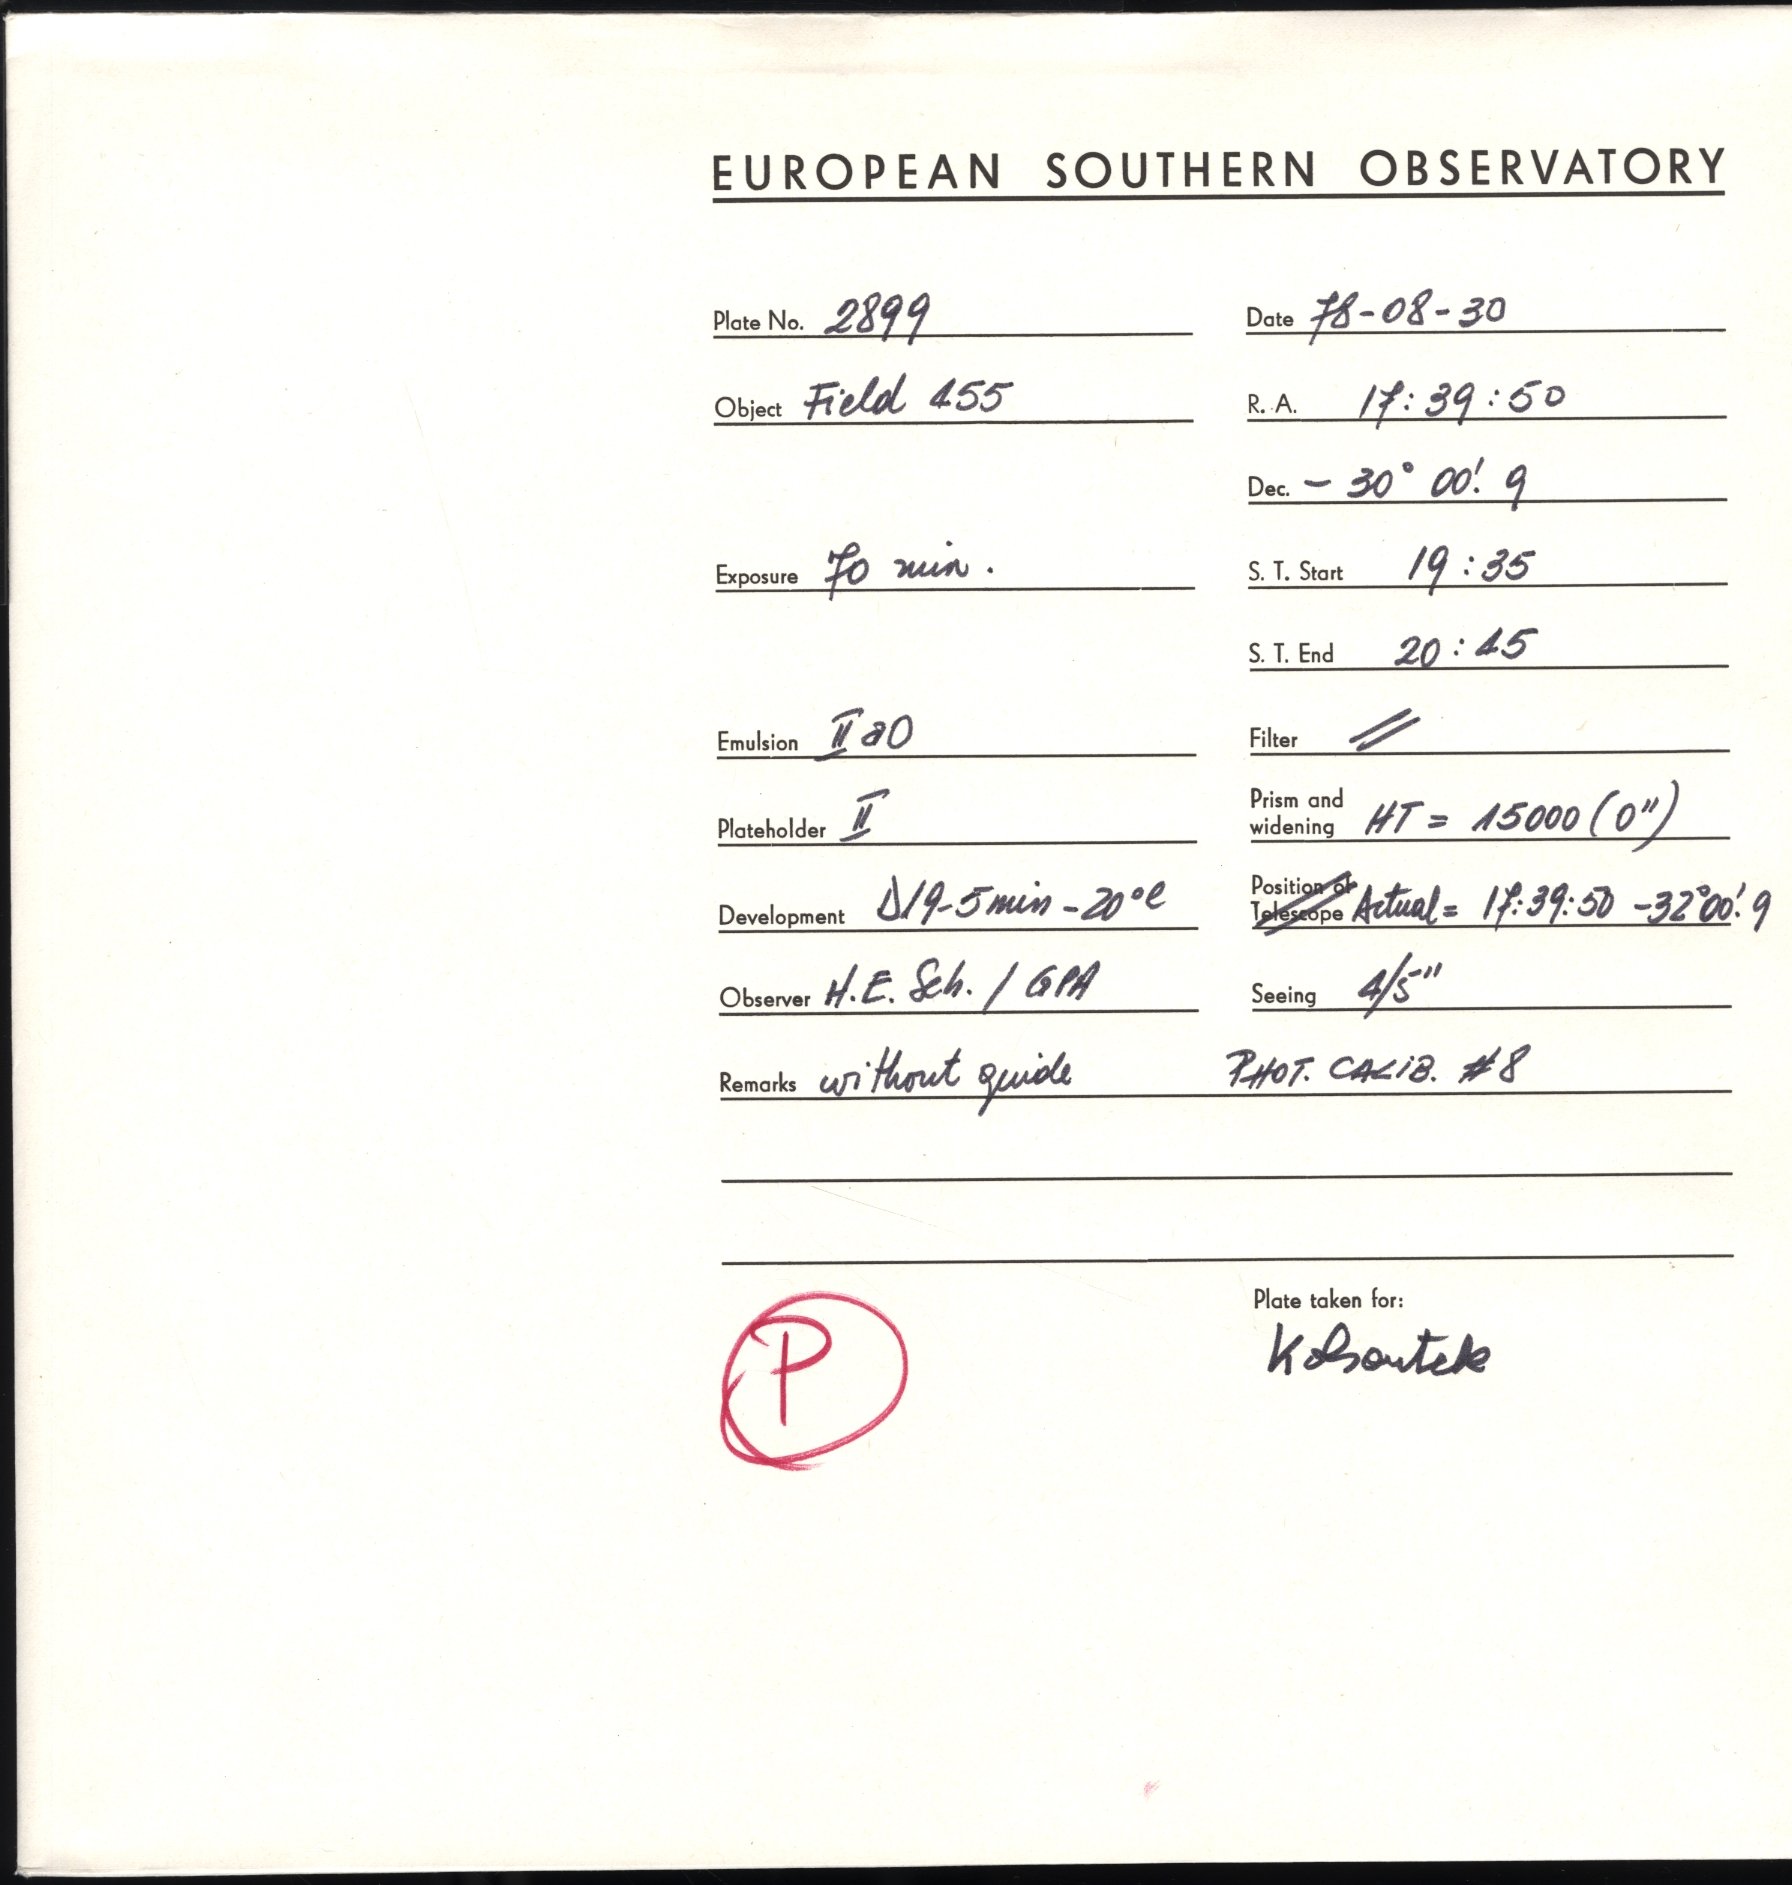 EUROPEAN SOUTHERN OBSERVATORY
Plate No. 2899 Date 78-08-30
Object Field 455 R. A. 17:39:50
Dec. - 30° 00!9
Exposure 70 min. S. T. Start 19:35
S. T. End 20:45
Emulsion IIaO Filter //
Plateholder II Prism and widening HT = 15000 (0")
Development D19-5min-20°C Position of Telescope Actual = 17:39:50 -32°00!9
Observer H.E. Sch. / GPA Seeing 4/5"
Remarks without guide PHOT. CALIB. #8
P
Plate taken for:
Kohoutek